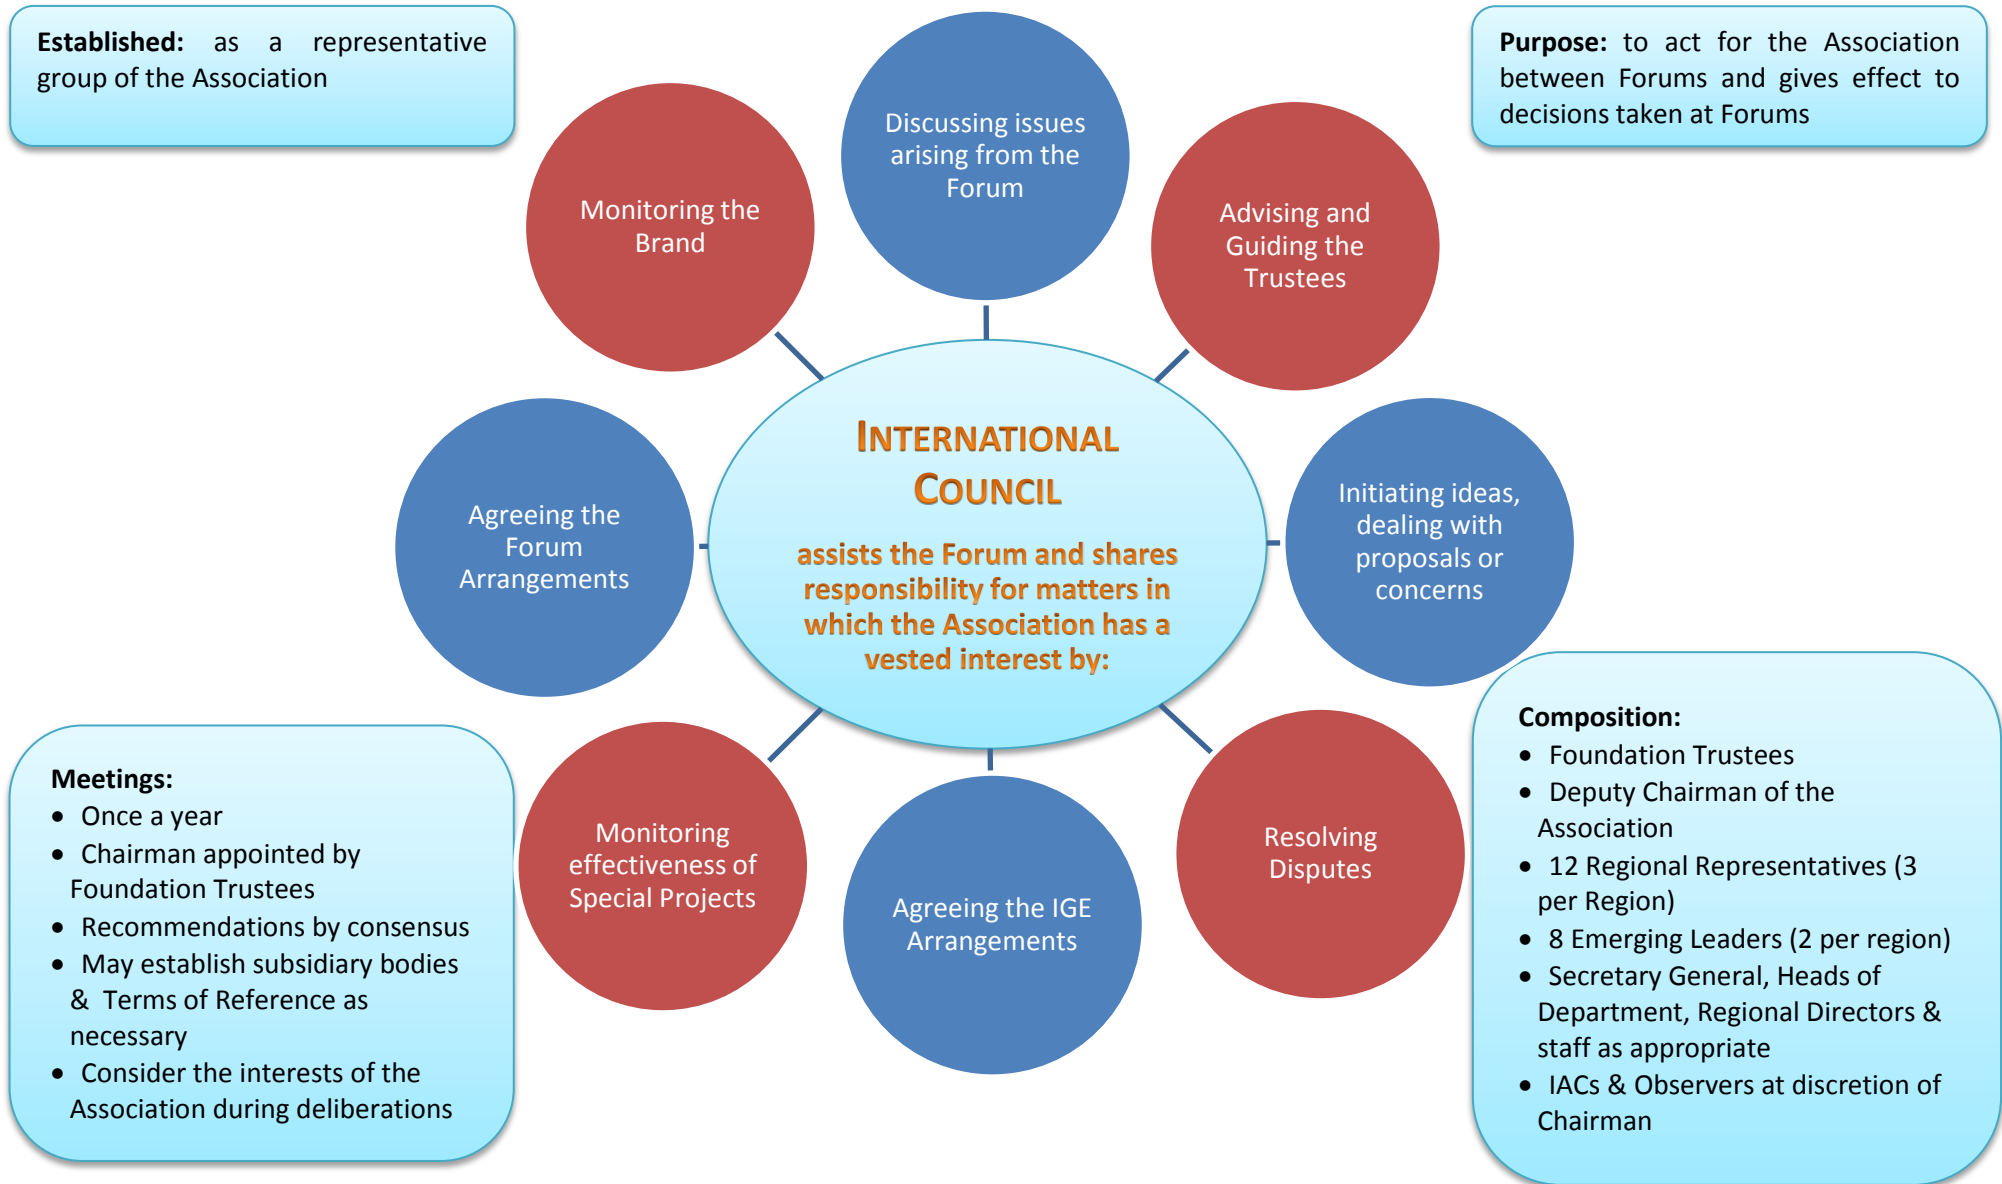 Established: as a representative
group of the Association
Purpose: to act for the Association
between Forums and gives effect to
decisions taken at Forums
Discussing issues
arising from the
Forum
Monitoring the
Brand
Advising and
Guiding the
Trustees
INTERNATIONAL
COUNCIL
assists the Forum and shares
responsibility for matters in
which the Association has a
vested interest by:
Agreeing the
Forum
Arrangements
Initiating ideas,
dealing with
proposals or
concerns
Monitoring
effectiveness of
Special Projects
Agreeing the IGE
Arrangements
Resolving
Disputes
Meetings:
• Once a year
• Chairman appointed by
Foundation Trustees
• Recommendations by consensus
• May establish subsidiary bodies
& Terms of Reference as
necessary
• Consider the interests of the
Association during deliberations
Composition:
• Foundation Trustees
• Deputy Chairman of the
Association
• 12 Regional Representatives (3
per Region)
• 8 Emerging Leaders (2 per region)
• Secretary General, Heads of
Department, Regional Directors &
staff as appropriate
• IACs & Observers at discretion of
Chairman